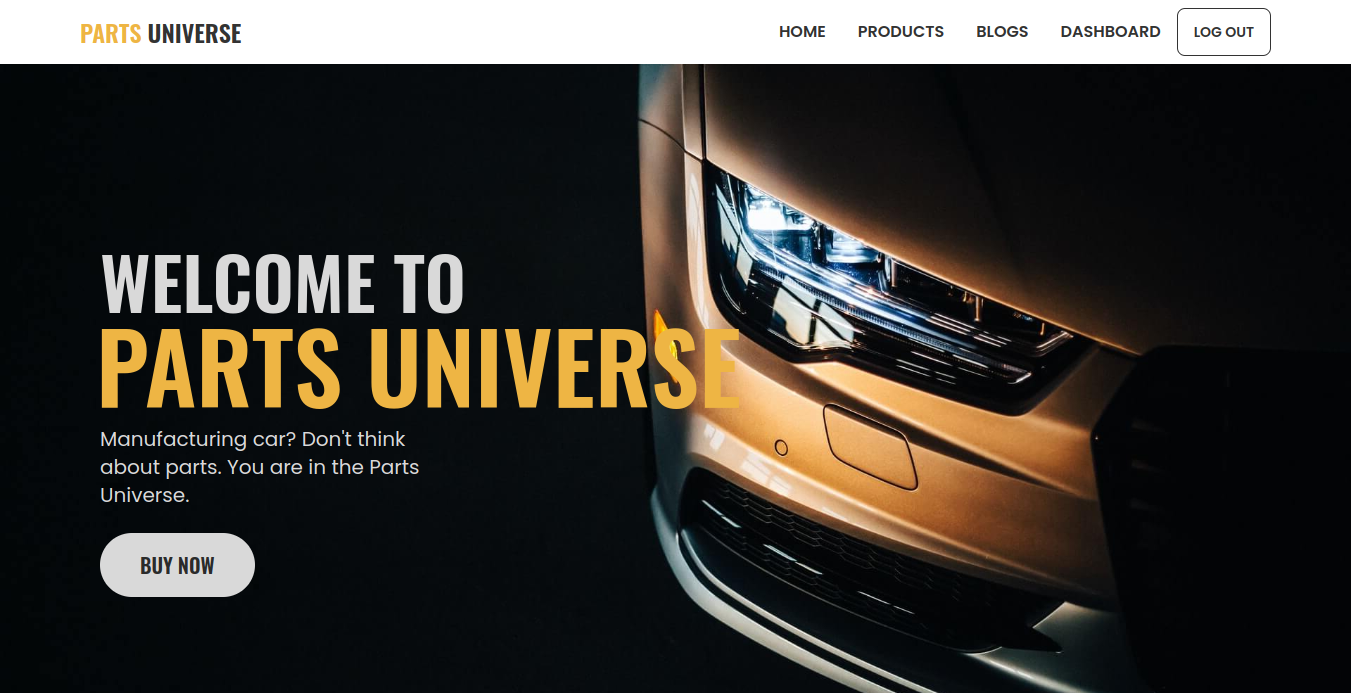 PARTS UNIVERSE
HOME PRODUCTS BLOGS DASHBOARD LOG OUT
WELCOME TO
PARTS UNIVERSE
Manufacturing car? Don't think
about parts. You are in the Parts
Universe.
BUY NOW